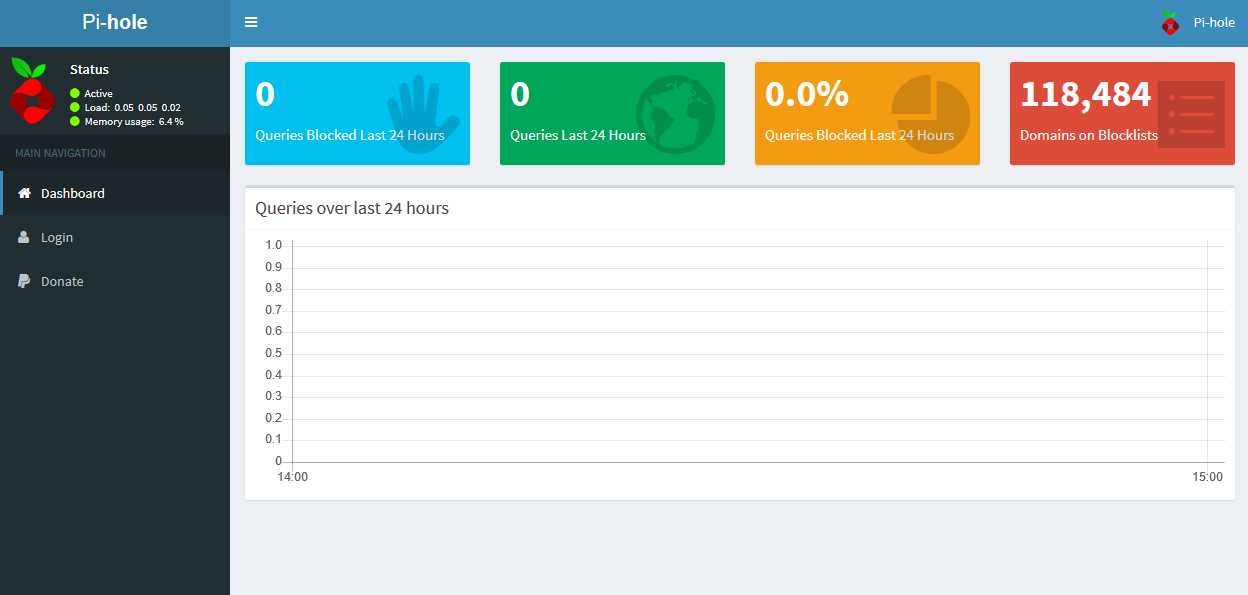 Pi-hole
Pi-hole
Status
Active
Load: 0.05 0.05 0.02
Memory usage: 6.4 %
MAIN NAVIGATION
Dashboard
Login
Donate
0
Queries Blocked Last 24 Hours
0
Queries Last 24 Hours
0.0%
Queries Blocked Last 24 Hours
118,484
Domains on Blocklists
Queries over last 24 hours
1.0
0.9
0.8
0.7
0.6
0.5
0.4
0.3
0.2
0.1
0
14:00 15:00